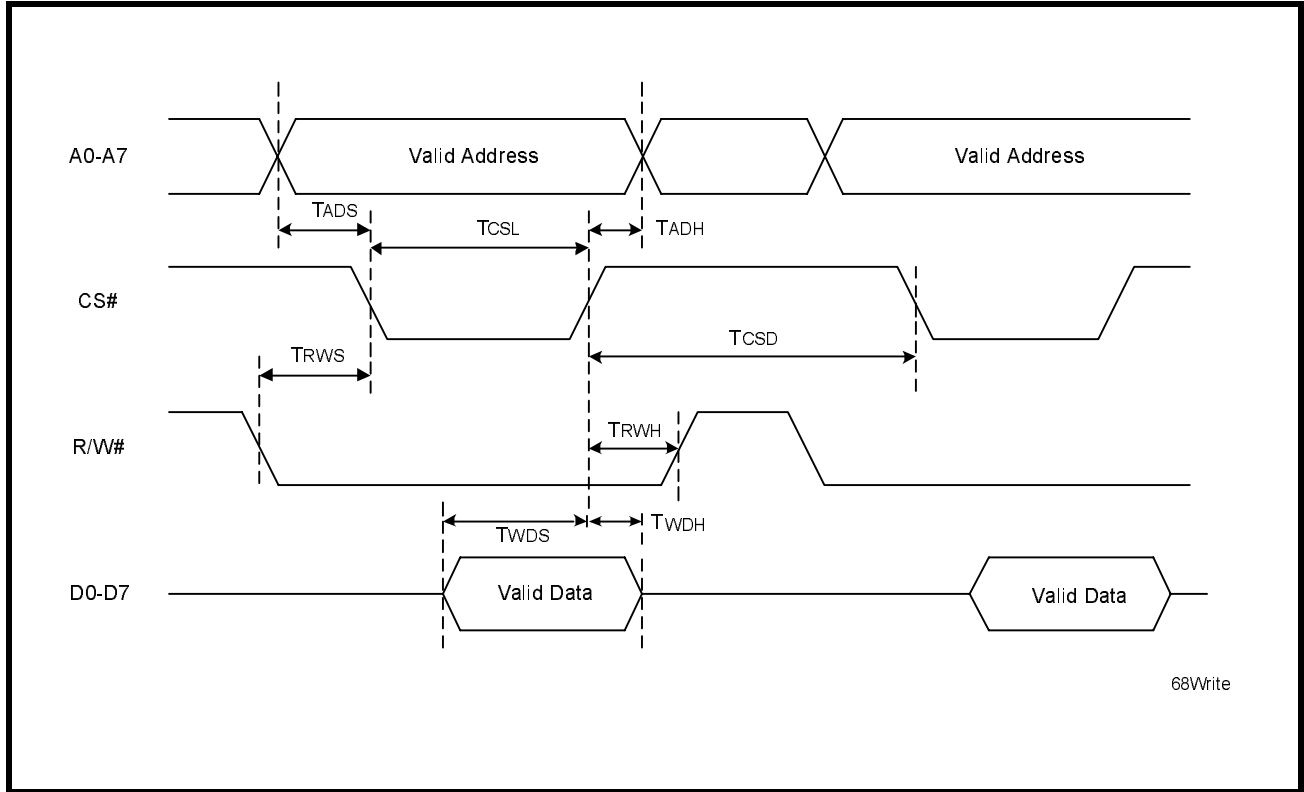 A0-A7
Valid Address
Valid Address
TADS
TCSL
TADH
CS#
TCSD
TRWS
TRWH
R/W#
TWDS
TWDH
D0-D7
Valid Data
Valid Data
68Write